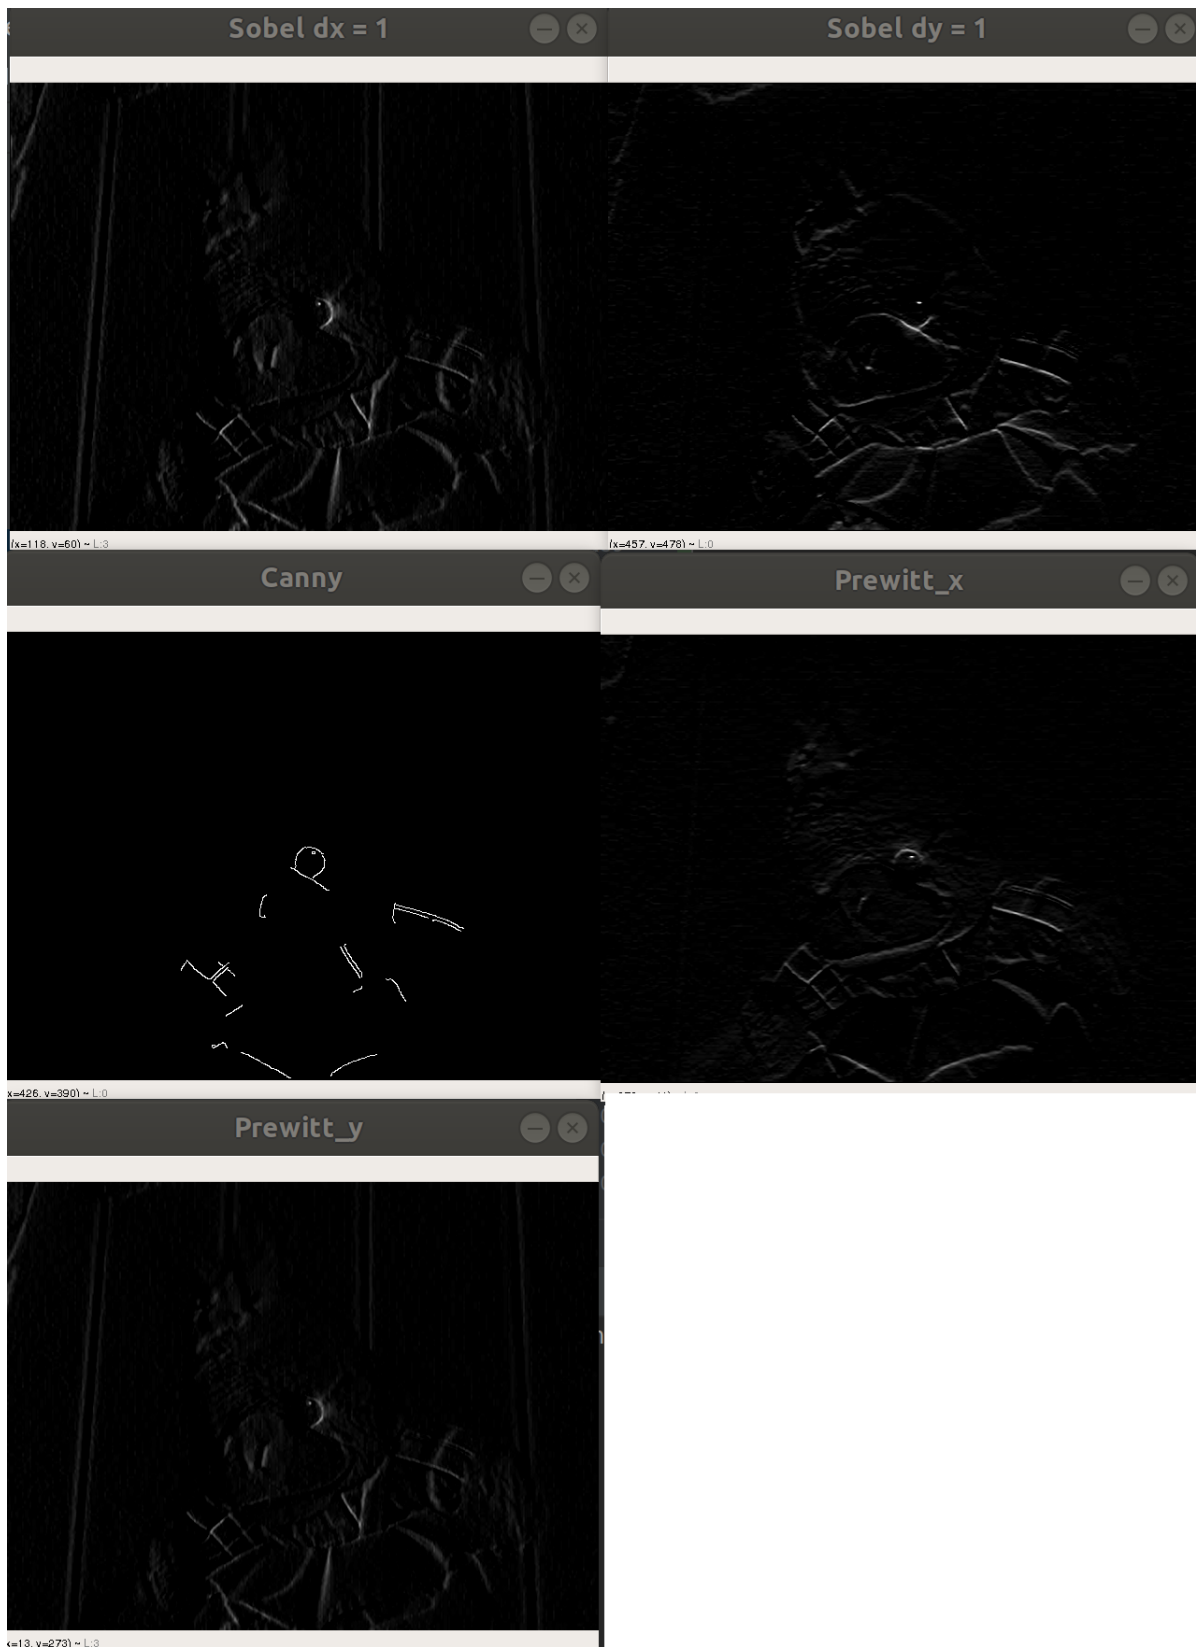 Sobel dx = 1
Sobel dy = 1
(x=118, y=60) ~ L:3
(x=457, y=478) ~ L:0
Canny
Prewitt_x
x=426, y=390) ~ L:0
Prewitt_y
x=13, y=273) ~ L:3